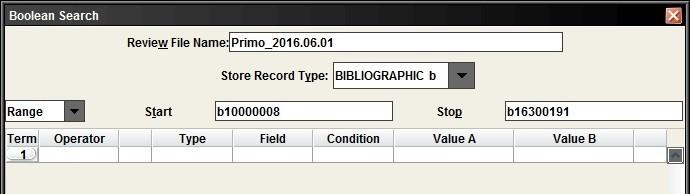 Boolean Search
Review File Name: Primo_2016.06.01
Store Record Type: BIBLIOGRAPHIC b
Range Start b10000008 Stop b16300191
Term Operator Type Field Condition Value A Value B
1